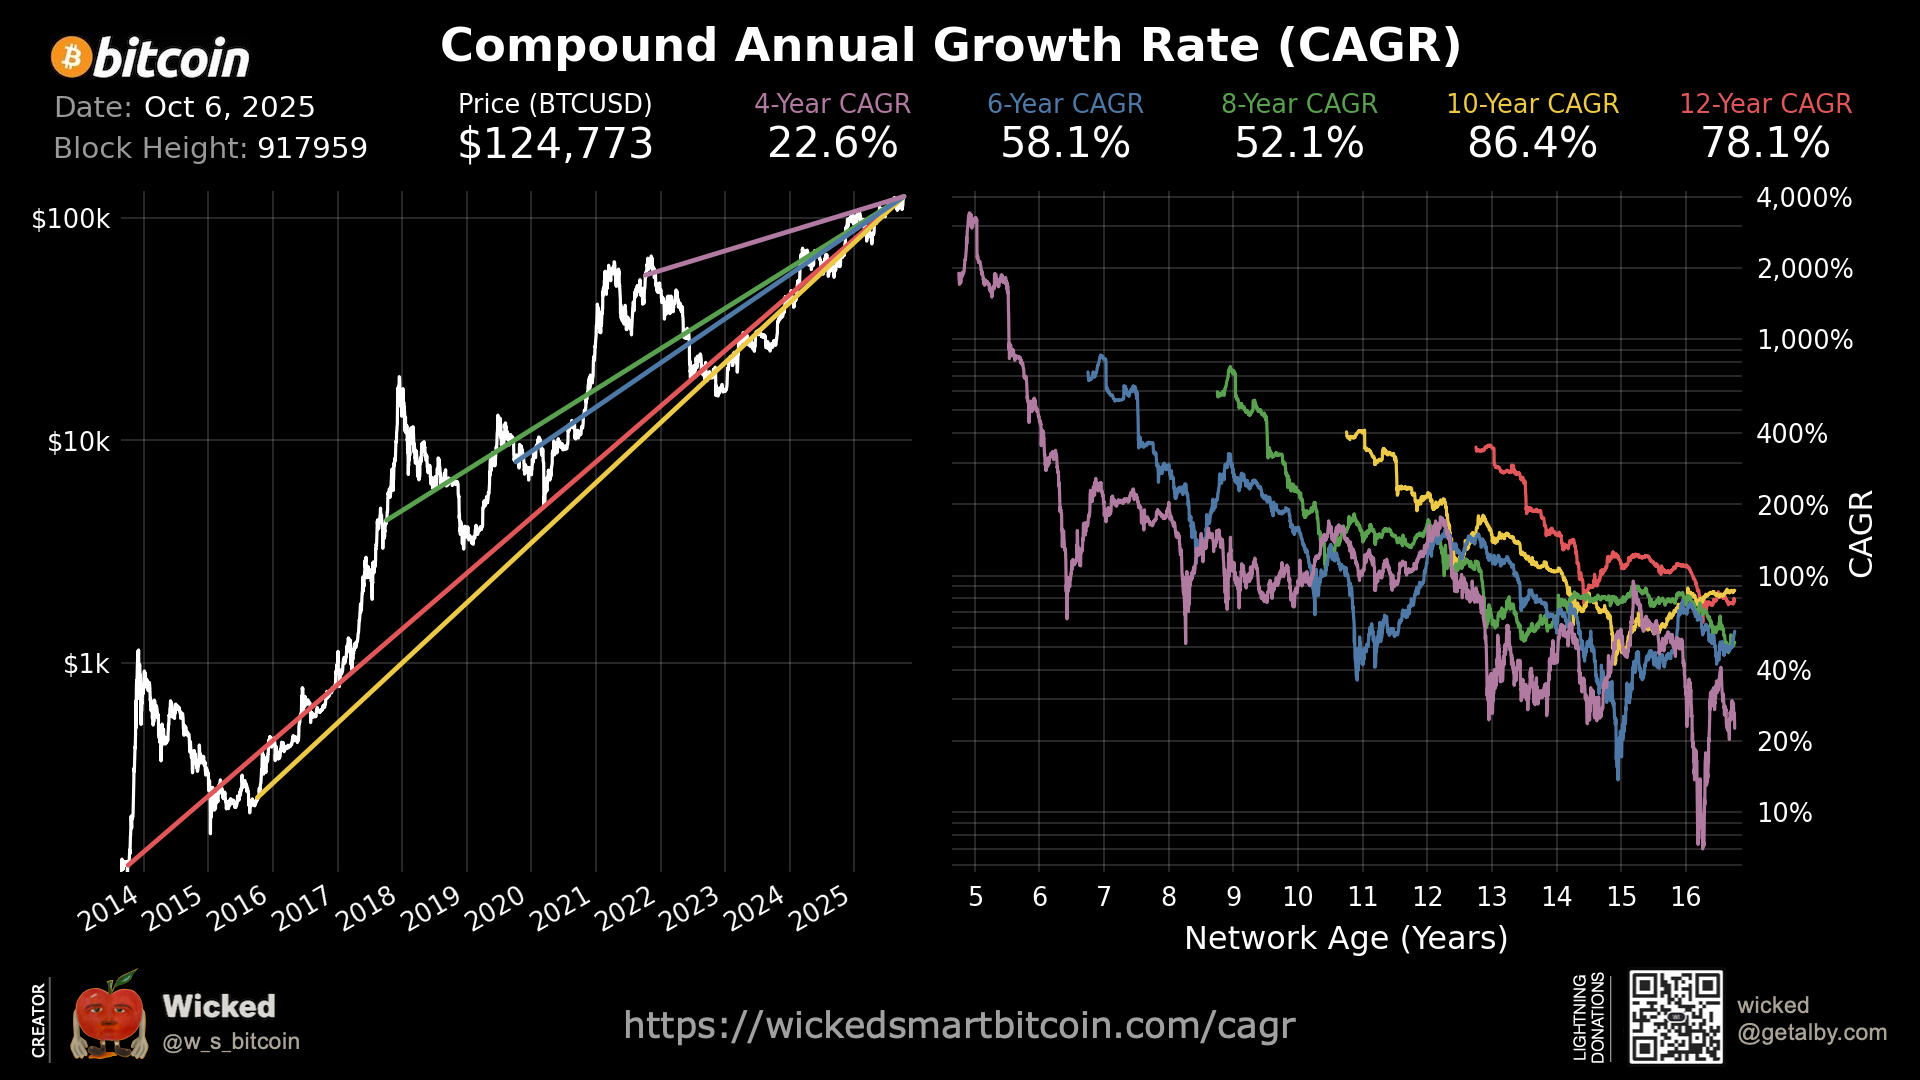 Compound Annual Growth Rate (CAGR)
bitcoin
Date: Oct 6, 2025
Block Height: 917959
Price (BTCUSD)
$124,773
4-Year CAGR
22.6%
6-Year CAGR
58.1%
8-Year CAGR
52.1%
10-Year CAGR
86.4%
12-Year CAGR
78.1%
$100k
$10k
$1k
2014
2015
2016
2017
2018
2019
2020
2021
2022
2023
2024
2025
4,000%
2,000%
1,000%
400%
200%
100%
40%
20%
10%
CAGR
5
6
7
8
9
10
11
12
13
14
15
16
Network Age (Years)
CREATOR
Wicked
@w_s_bitcoin
https://wickedsmartbitcoin.com/cagr
LIGHTNING
DONATIONS
wicked
@getalby.com